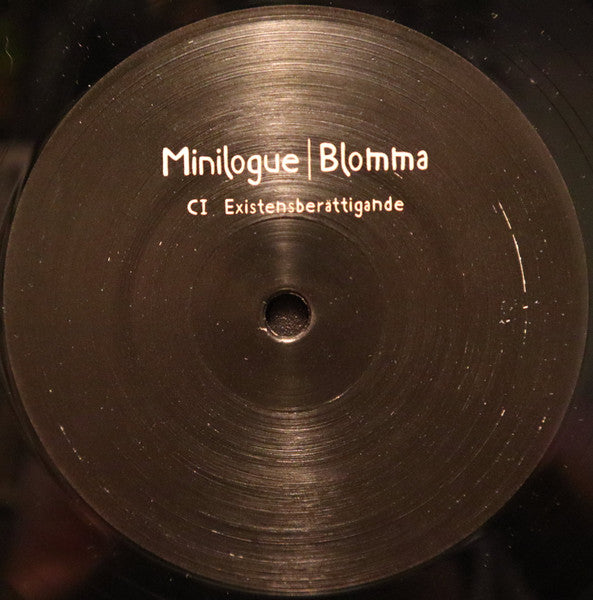 Minilogue | Blomma
C1 Existensberättigande